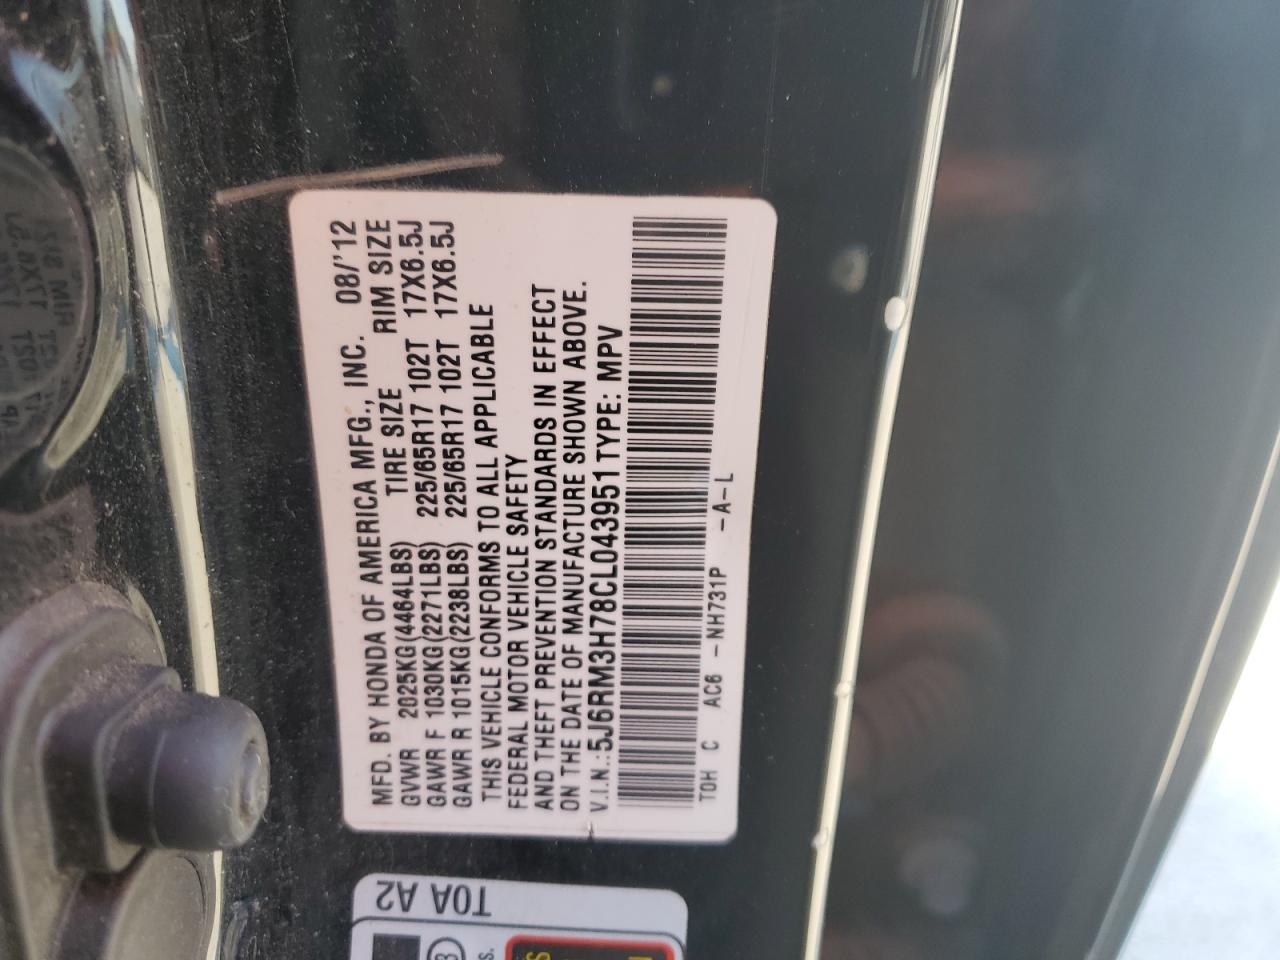 MFD. BY HONDA OF AMERICA MFG., INC. 08/'12
GVWR 2025KG(4464LBS) TIRE SIZE RIM SIZE
GAWR F 1030KG(2271LBS) 225/65R17 102T 17X6.5J
GAWR R 1015KG(2238LBS) 225/65R17 102T 17X6.5J
THIS VEHICLE CONFORMS TO ALL APPLICABLE
FEDERAL MOTOR VEHICLE SAFETY
AND THEFT PREVENTION STANDARDS IN EFFECT
ON THE DATE OF MANUFACTURE SHOWN ABOVE.
V.I.N.:5J6RM3H78CL043951 TYPE: MPV
TOH C AC6 -NH731P -A-L
T0A A2